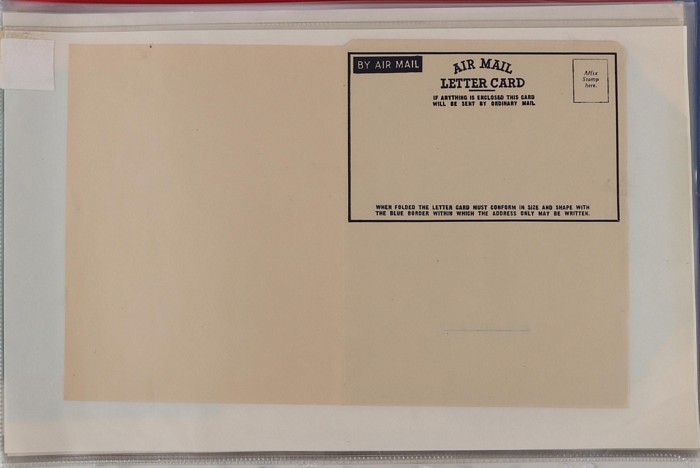 BY AIR MAIL
AIR MAIL
LETTER CARD
IF ANYTHING IS ENCLOSED THIS CARD
WILL BE SENT BY ORDINARY MAIL.
Affix
Stamp
here.
WHEN FOLDED THE LETTER CARD MUST CONFORM IN SIZE AND SHAPE WITH
THE BLUE BORDER WITHIN WHICH THE ADDRESS ONLY MAY BE WRITTEN.